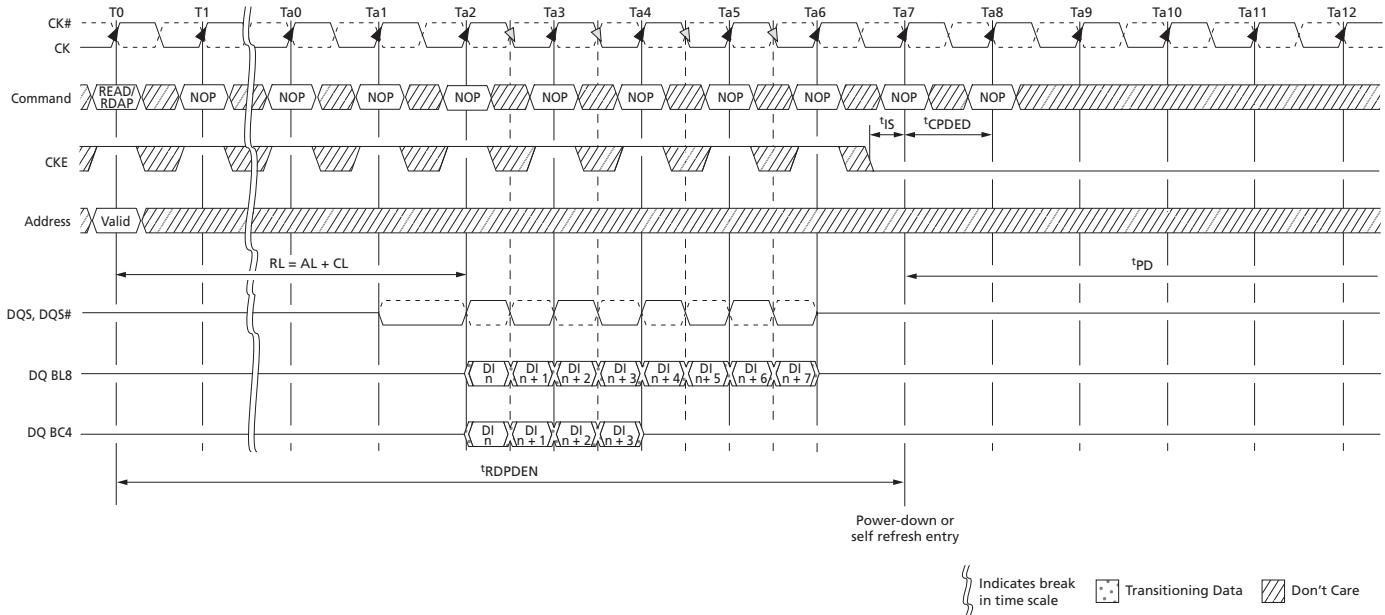 T0 T1 Ta0 Ta1 Ta2 Ta3 Ta4 Ta5 Ta6 Ta7 Ta8 Ta9 Ta10 Ta11 Ta12
CK#
CK
Command READ/ RDAP NOP NOP NOP NOP NOP NOP NOP NOP NOP NOP
tIS tCPDED
CKE
Address Valid
RL = AL + CL tPD
DQS, DQS#
DQ BL8 DI n DI n + 1 DI n + 2 DI n + 3 DI n + 4 DI n + 5 DI n + 6 DI n + 7
DQ BC4 DI n DI n + 1 DI n + 2 DI n + 3
tRDPDEN
Power-down or
self refresh entry
Indicates break
in time scale
Transitioning Data
Don't Care